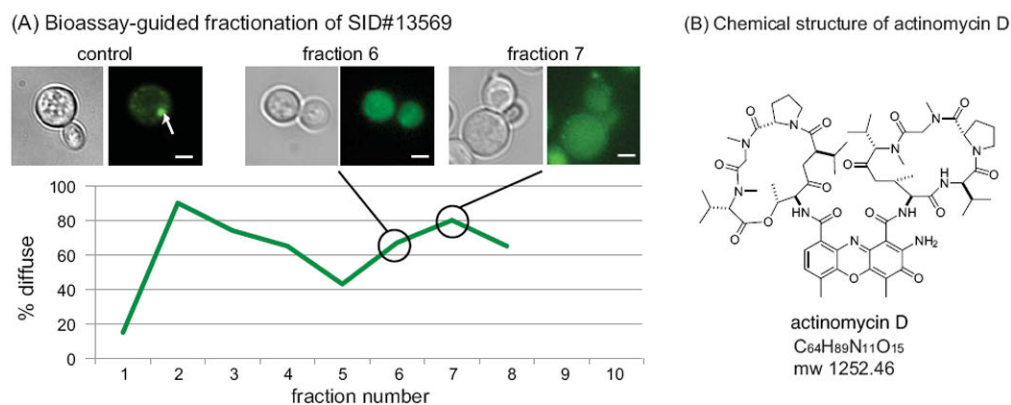 (A) Bioassay-guided fractionation of SID#13569
control
fraction 6
fraction 7
100
80
60
40
20
0
% diffuse
1 2 3 4 5 6 7 8 9 10
fraction number
(B) Chemical structure of actinomycin D
N
O
O
N
O
N
O
N
O
O
O
O
HN
O
O
N
O
N
O
N
O
N
O
H
N
O
O
NH
N
NH₂
O
O
actinomycin D
C₆₄H₈₉N₁₁O₁₅
mw 1252.46